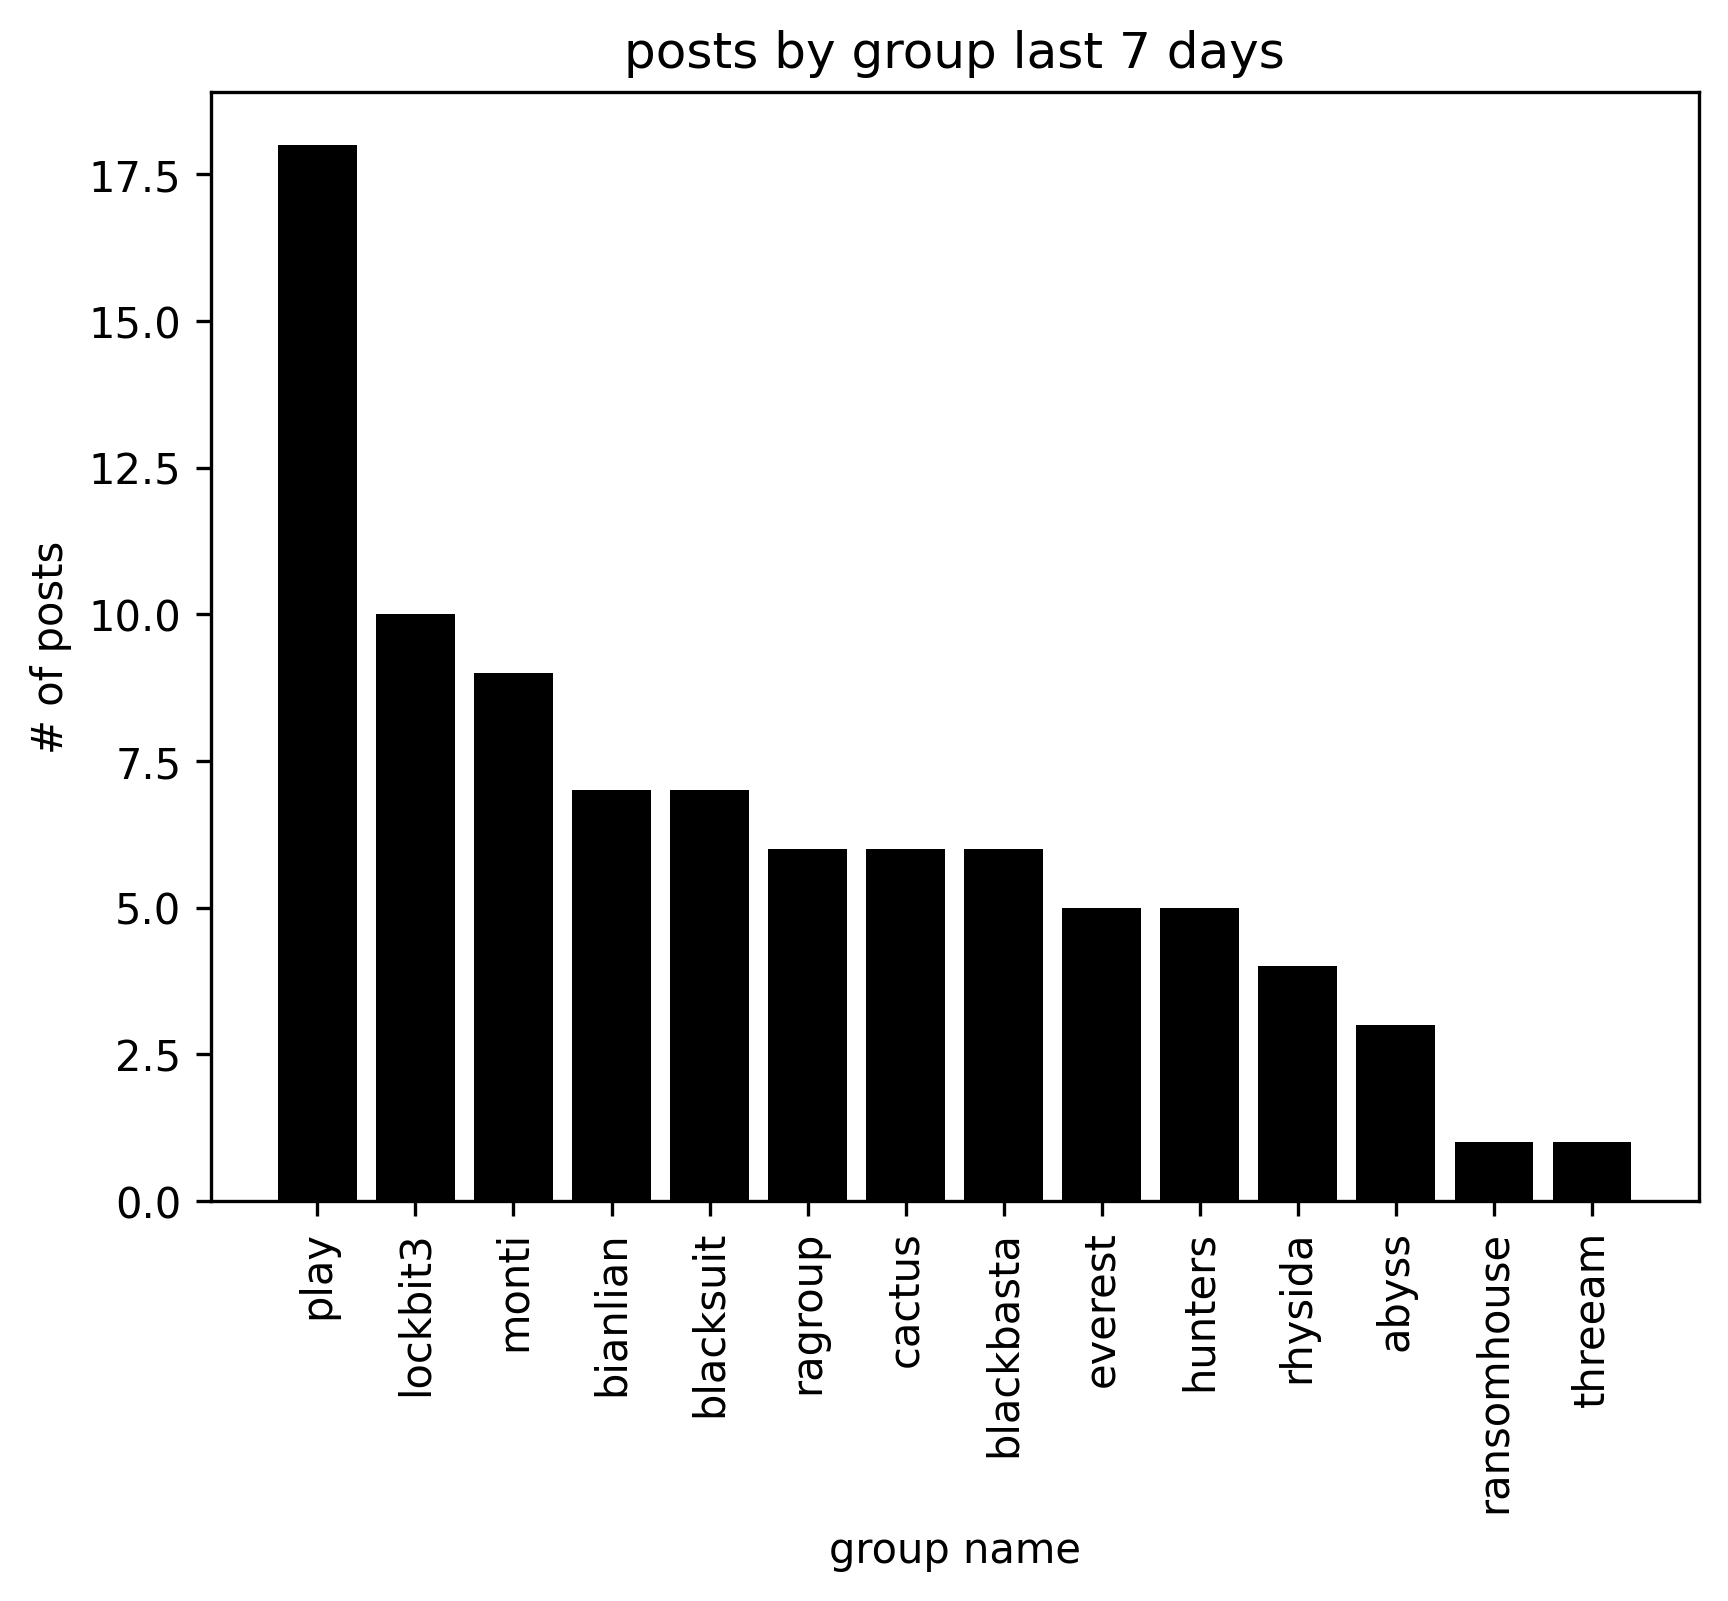 posts by group last 7 days
17.5
15.0
12.5
10.0
7.5
5.0
2.5
0.0
# of posts
play
lockbit3
monti
bianlian
blacksuit
ragroup
cactus
blackbasta
everest
hunters
rhysida
abyss
ransomhouse
threeam
group name